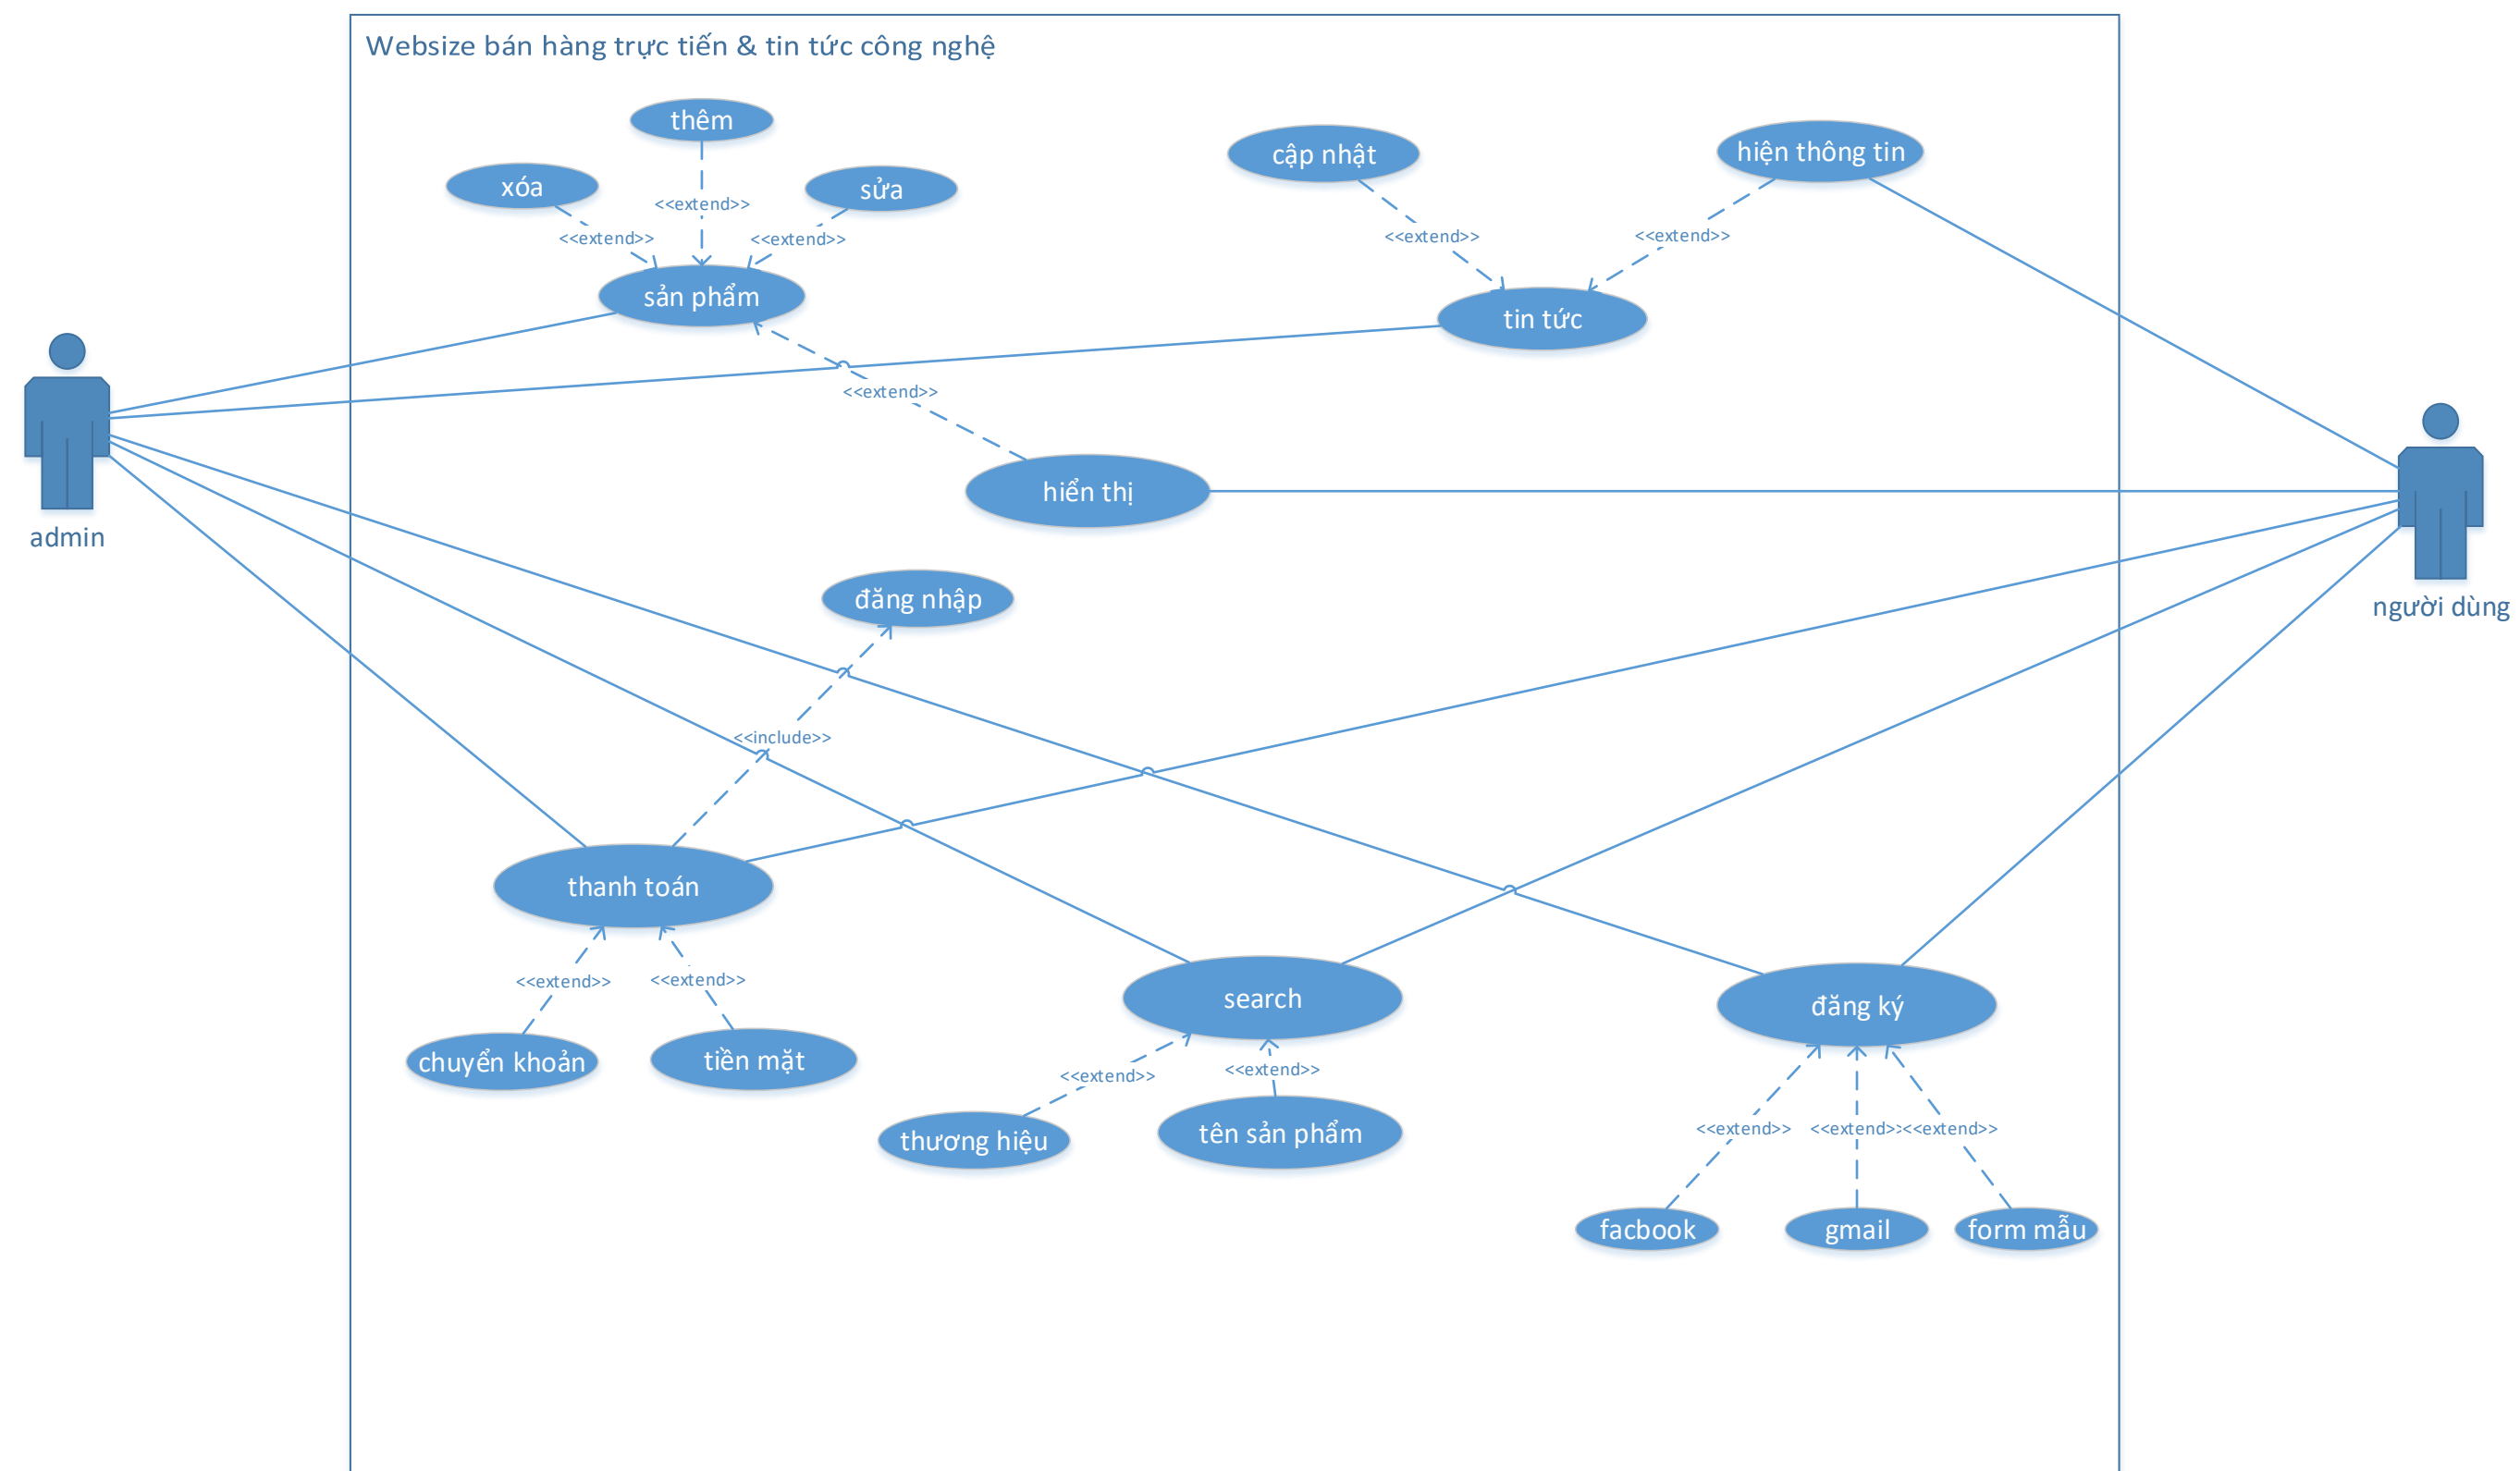 Websize bán hàng trực tiến & tin tức công nghệ
thêm
cập nhật
hiện thông tin
xóa
sửa
<<extend>>
<<extend>>
<<extend>>
<<extend>>
<<extend>>
sản phẩm
tin tức
<<extend>>
hiển thị
admin
đăng nhập
người dùng
<<include>>
thanh toán
<<extend>>
<<extend>>
search
đăng ký
chuyển khoản
tiền mặt
<<extend>>
<<extend>>
thương hiệu
tên sản phẩm
<<extend>>
<<extend>>
<<extend>>
facbook
gmail
form mẫu